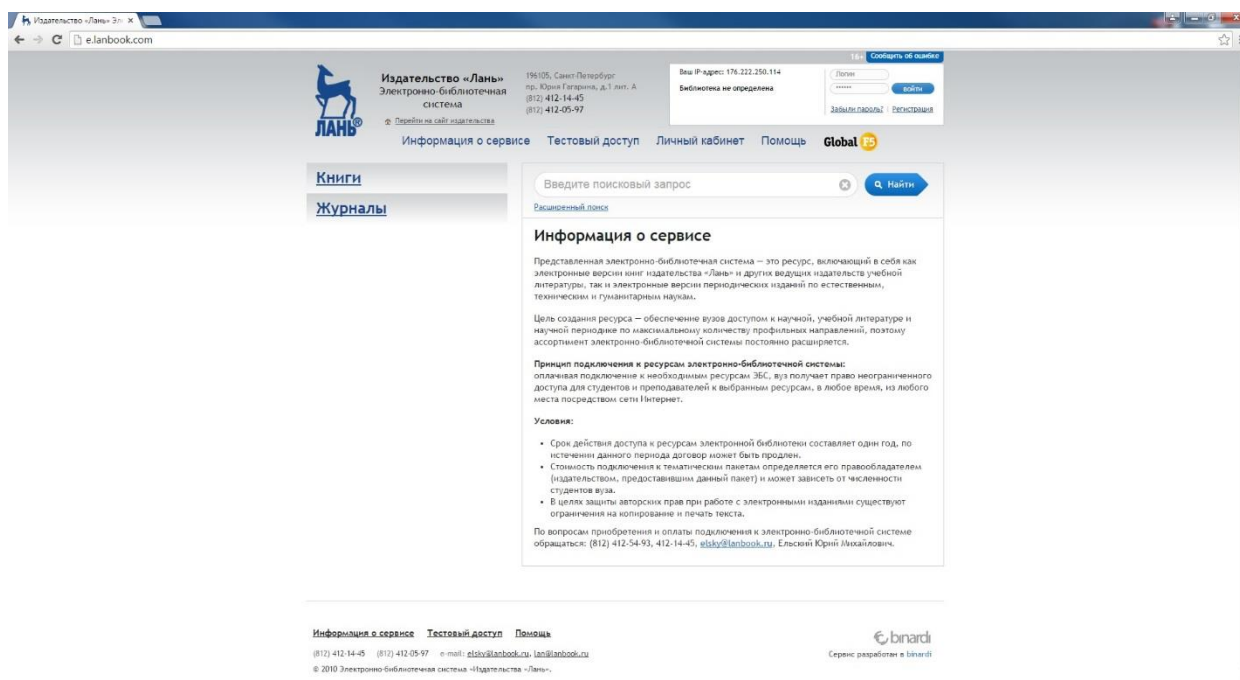 Издательство «Лань» Эл
e.lanbook.com
18+ Сообщить об ошибке
Издательство «Лань»
Электронно-библиотечная
система
Перейти на сайт издательства
ЛАНЬ®
196105, Санкт-Петербург
пр. Юрия Гагарина, д.1 лит. А
(812) 412-14-45
(812) 412-05-97
Ваш IP-адрес: 176.222.250.114
Библиотека не определена
Логин
•••••• войти
Забыли пароль? | Регистрация
Информация о сервисе Тестовый доступ Личный кабинет Помощь Global F5
Книги
Журналы
Введите поисковый запрос Найти
Расширенный поиск
Информация о сервисе
Представленная электронно-библиотечная система — это ресурс, включающий в себя как
электронные версии книг издательства «Лань» и других ведущих издательств учебной
литературы, так и электронные версии периодических изданий по естественным,
техническим и гуманитарным наукам.
Цель создания ресурса — обеспечение вузов доступом к научной, учебной литературе и
научной периодике по максимальному количеству профильных направлений, поэтому
ассортимент электронно-библиотечной системы постоянно расширяется.
Принцип подключения к ресурсам электронно-библиотечной системы:
оплачивая подключение к необходимым ресурсам ЭБС, вуз получает право неограниченного
доступа для студентов и преподавателей к выбранным ресурсам, в любое время, из любого
места посредством сети Интернет.
Условия:
• Срок действия доступа к ресурсам электронной библиотеки составляет один год, по
истечении данного периода договор может быть продлен.
• Стоимость подключения к тематическим пакетам определяется его правообладателем
(издательством, предоставившим данный пакет) и может зависеть от численности
студентов вуза.
• В целях защиты авторских прав при работе с электронными изданиями существуют
ограничения на копирование и печать текста.
По вопросам приобретения и оплаты подключения к электронно-библиотечной системе
обращаться: (812) 412-54-93, 412-14-45, elsky@lanbook.ru, Ельский Юрий Михайлович.
Информация о сервисе Тестовый доступ Помощь
(812) 412-14-45 (812) 412-05-97 e-mail: elsky@lanbook.ru, lan@lanbook.ru
© 2010 Электронно-библиотечная система «Издательства «Лань».
binardi
Сервис разработан в binardi